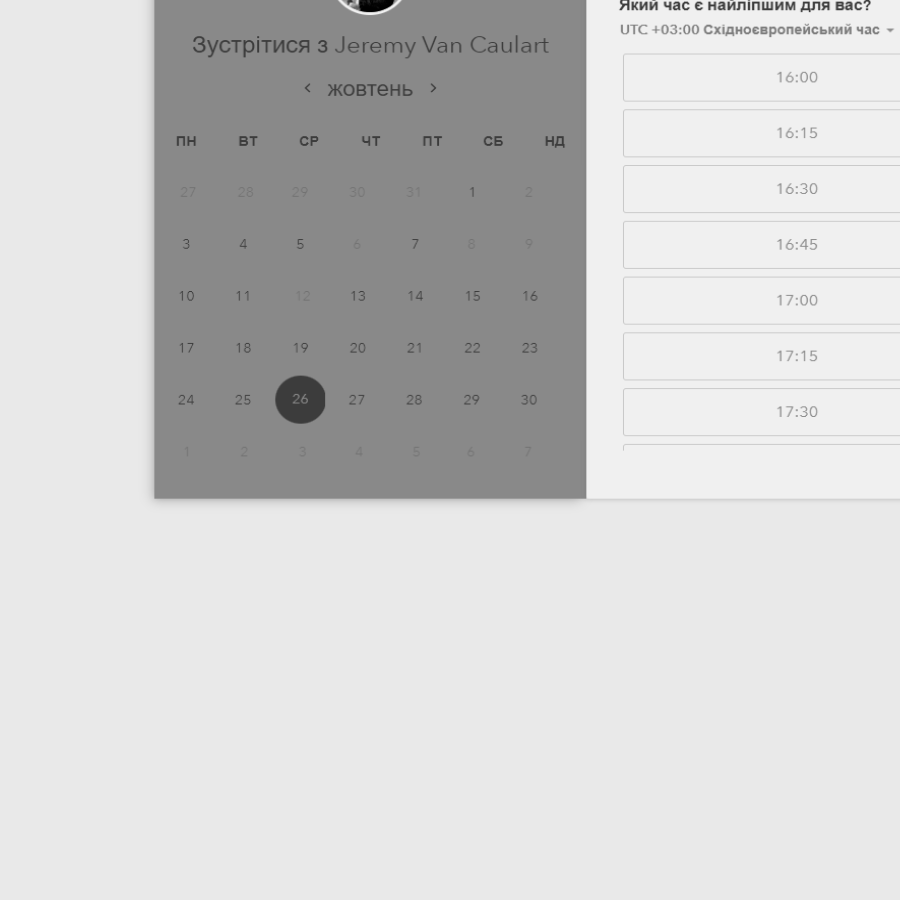 Зустрітися з Jeremy Van Caulart
жовтень
ПН ВТ СР ЧТ ПТ СБ НД
27 28 29 30 31 1 2
3 4 5 6 7 8 9
10 11 12 13 14 15 16
17 18 19 20 21 22 23
24 25 26 27 28 29 30
1 2 3 4 5 6 7
Який час є найліпшим для вас?
UTC +03:00 Східноєвропейський час
16:00
16:15
16:30
16:45
17:00
17:15
17:30